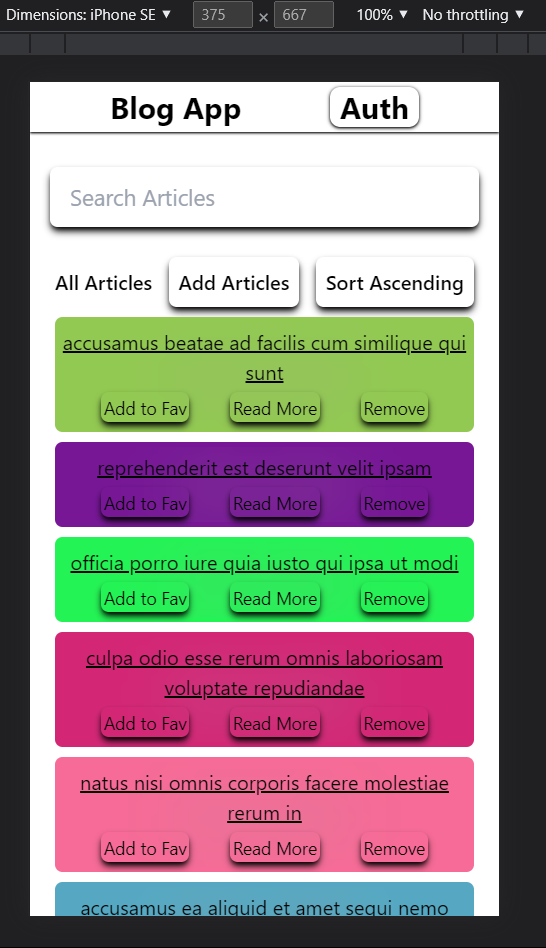 Dimensions: iPhone SE ▼ 375 × 667 100% ▼ No throttling ▼
Blog App Auth
Search Articles
All Articles Add Articles Sort Ascending
accusamus beatae ad facilis cum similique qui
sunt
Add to Fav Read More Remove
reprehenderit est deserunt velit ipsam
Add to Fav Read More Remove
officia porro iure quia iusto qui ipsa ut modi
Add to Fav Read More Remove
culpa odio esse rerum omnis laboriosam
voluptate repudiandae
Add to Fav Read More Remove
natus nisi omnis corporis facere molestiae
rerum in
Add to Fav Read More Remove
accusamus ea aliquid et amet sequi nemo